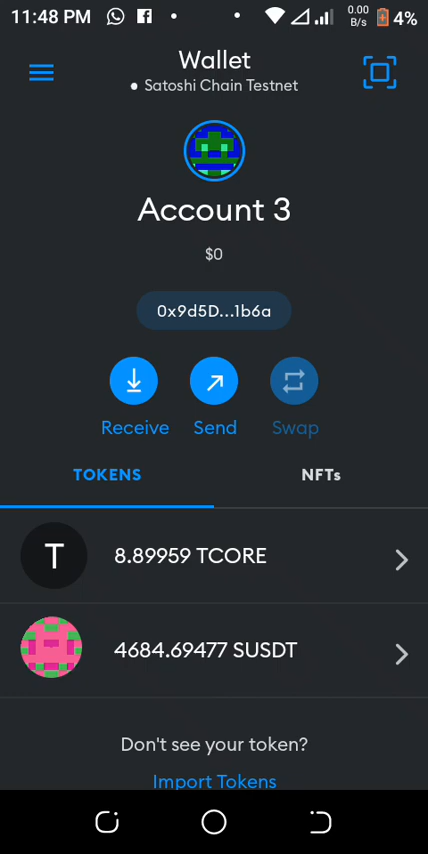 11:48 PM 0.00 B/s 4%
Wallet
Satoshi Chain Testnet
Account 3
$0
0x9d5D...1b6a
Receive Send Swap
TOKENS NFTs
T 8.89959 TCORE
4684.69477 SUSDT
Don't see your token?
Import Tokens